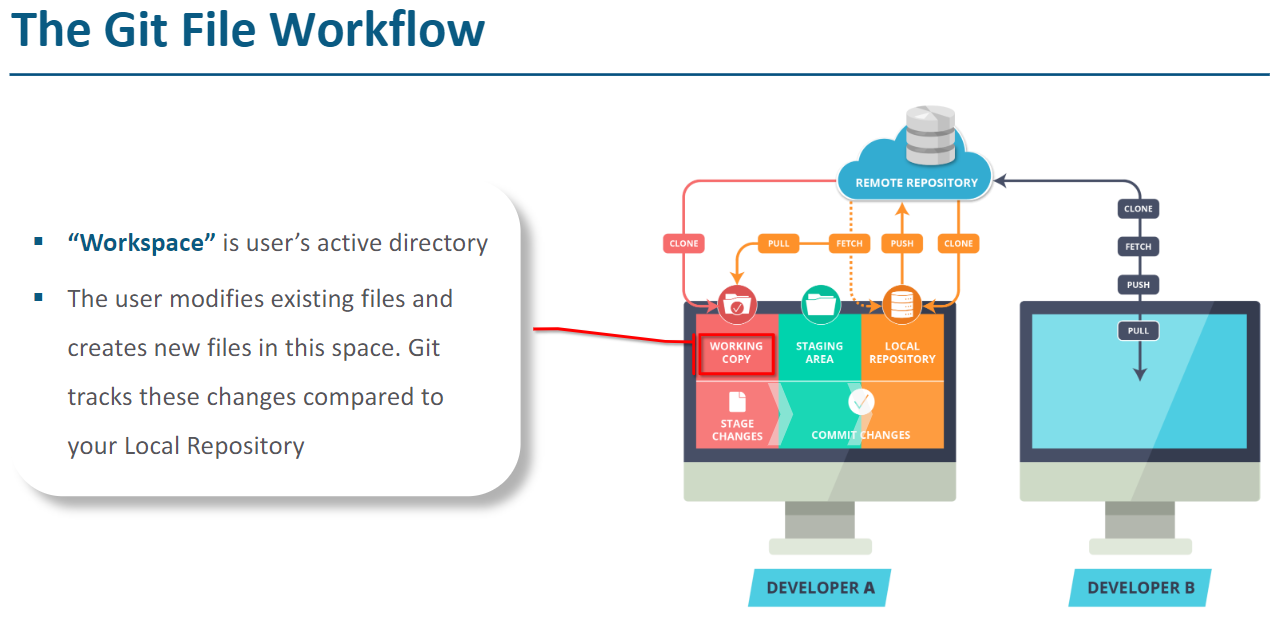 The Git File Workflow
▪ “Workspace” is user’s active directory
▪ The user modifies existing files and
creates new files in this space. Git
tracks these changes compared to
your Local Repository
REMOTE REPOSITORY
CLONE
PULL
FETCH
PUSH
CLONE
WORKING
COPY
STAGING
AREA
LOCAL
REPOSITORY
STAGE
CHANGES
COMMIT CHANGES
DEVELOPER A
CLONE
FETCH
PUSH
PULL
DEVELOPER B